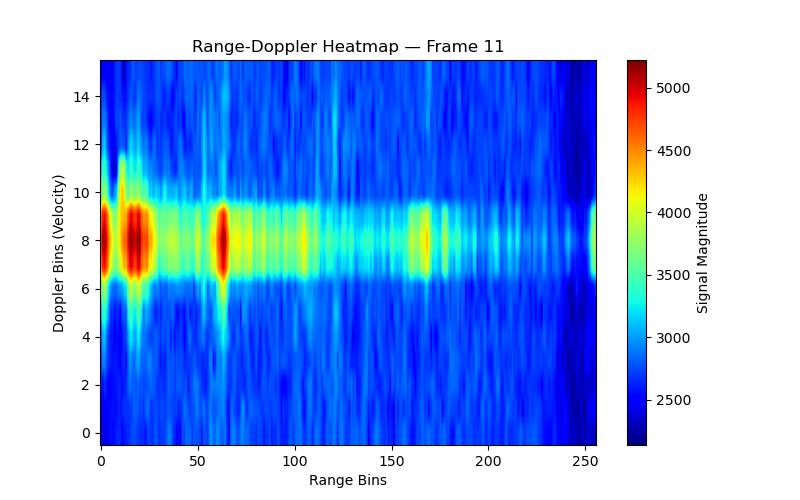 Range-Doppler Heatmap — Frame 11
Doppler Bins (Velocity)
14
12
10
8
6
4
2
0
0 50 100 150 200 250
Range Bins
5000
4500
4000
3500
3000
2500
Signal Magnitude